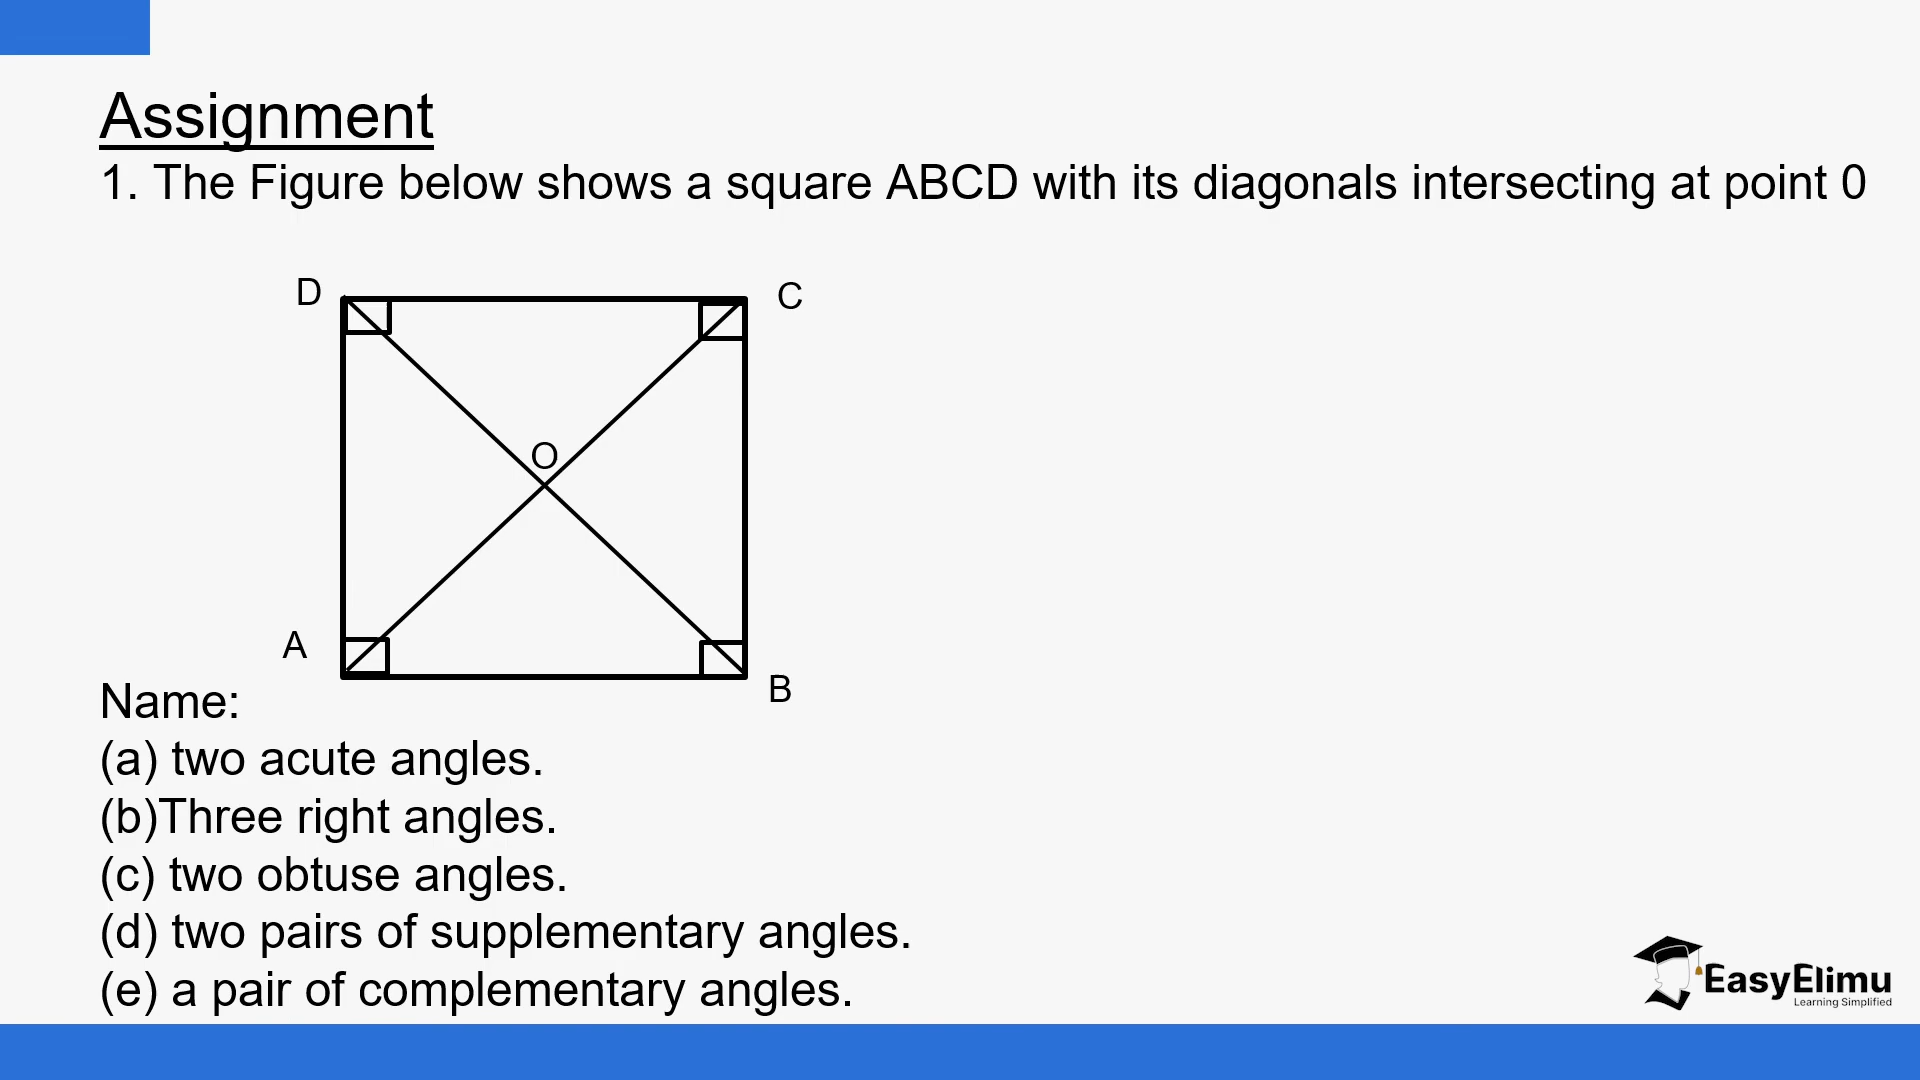 Assignment
1. The Figure below shows a square ABCD with its diagonals intersecting at point 0
D
C
O
A
B
Name:
(a) two acute angles.
(b)Three right angles.
(c) two obtuse angles.
(d) two pairs of supplementary angles.
(e) a pair of complementary angles.
EasyElimu
Learning Simplified